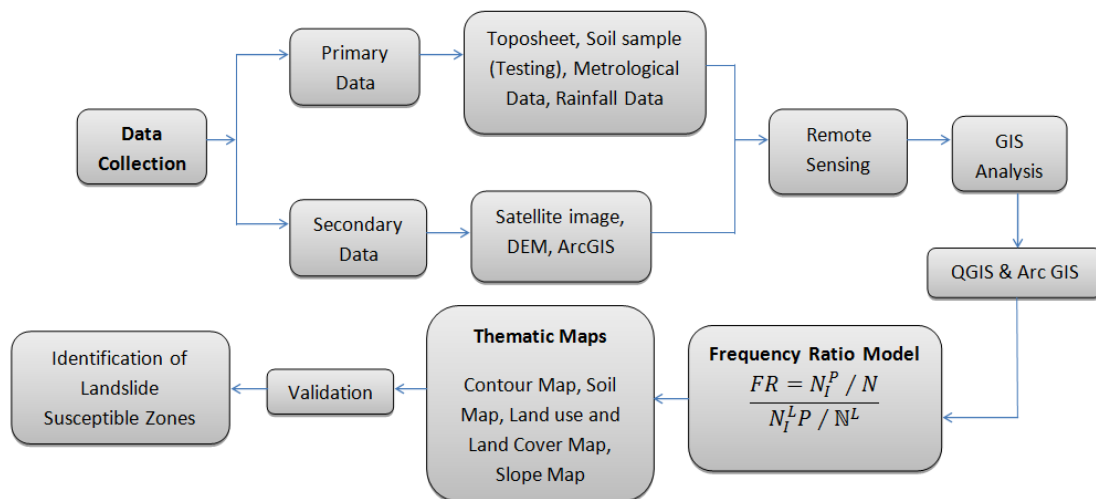 Data
Collection
Primary
Data
Toposheet, Soil sample
(Testing), Metrological
Data, Rainfall Data
Secondary
Data
Satellite image,
DEM, ArcGIS
Remote
Sensing
GIS
Analysis
QGIS & Arc GIS
Frequency Ratio Model
FR = N_I^P / N
N_I^L P / ℕ^L
Thematic Maps
Contour Map, Soil
Map, Land use and
Land Cover Map,
Slope Map
Validation
Identification of
Landslide
Susceptible Zones